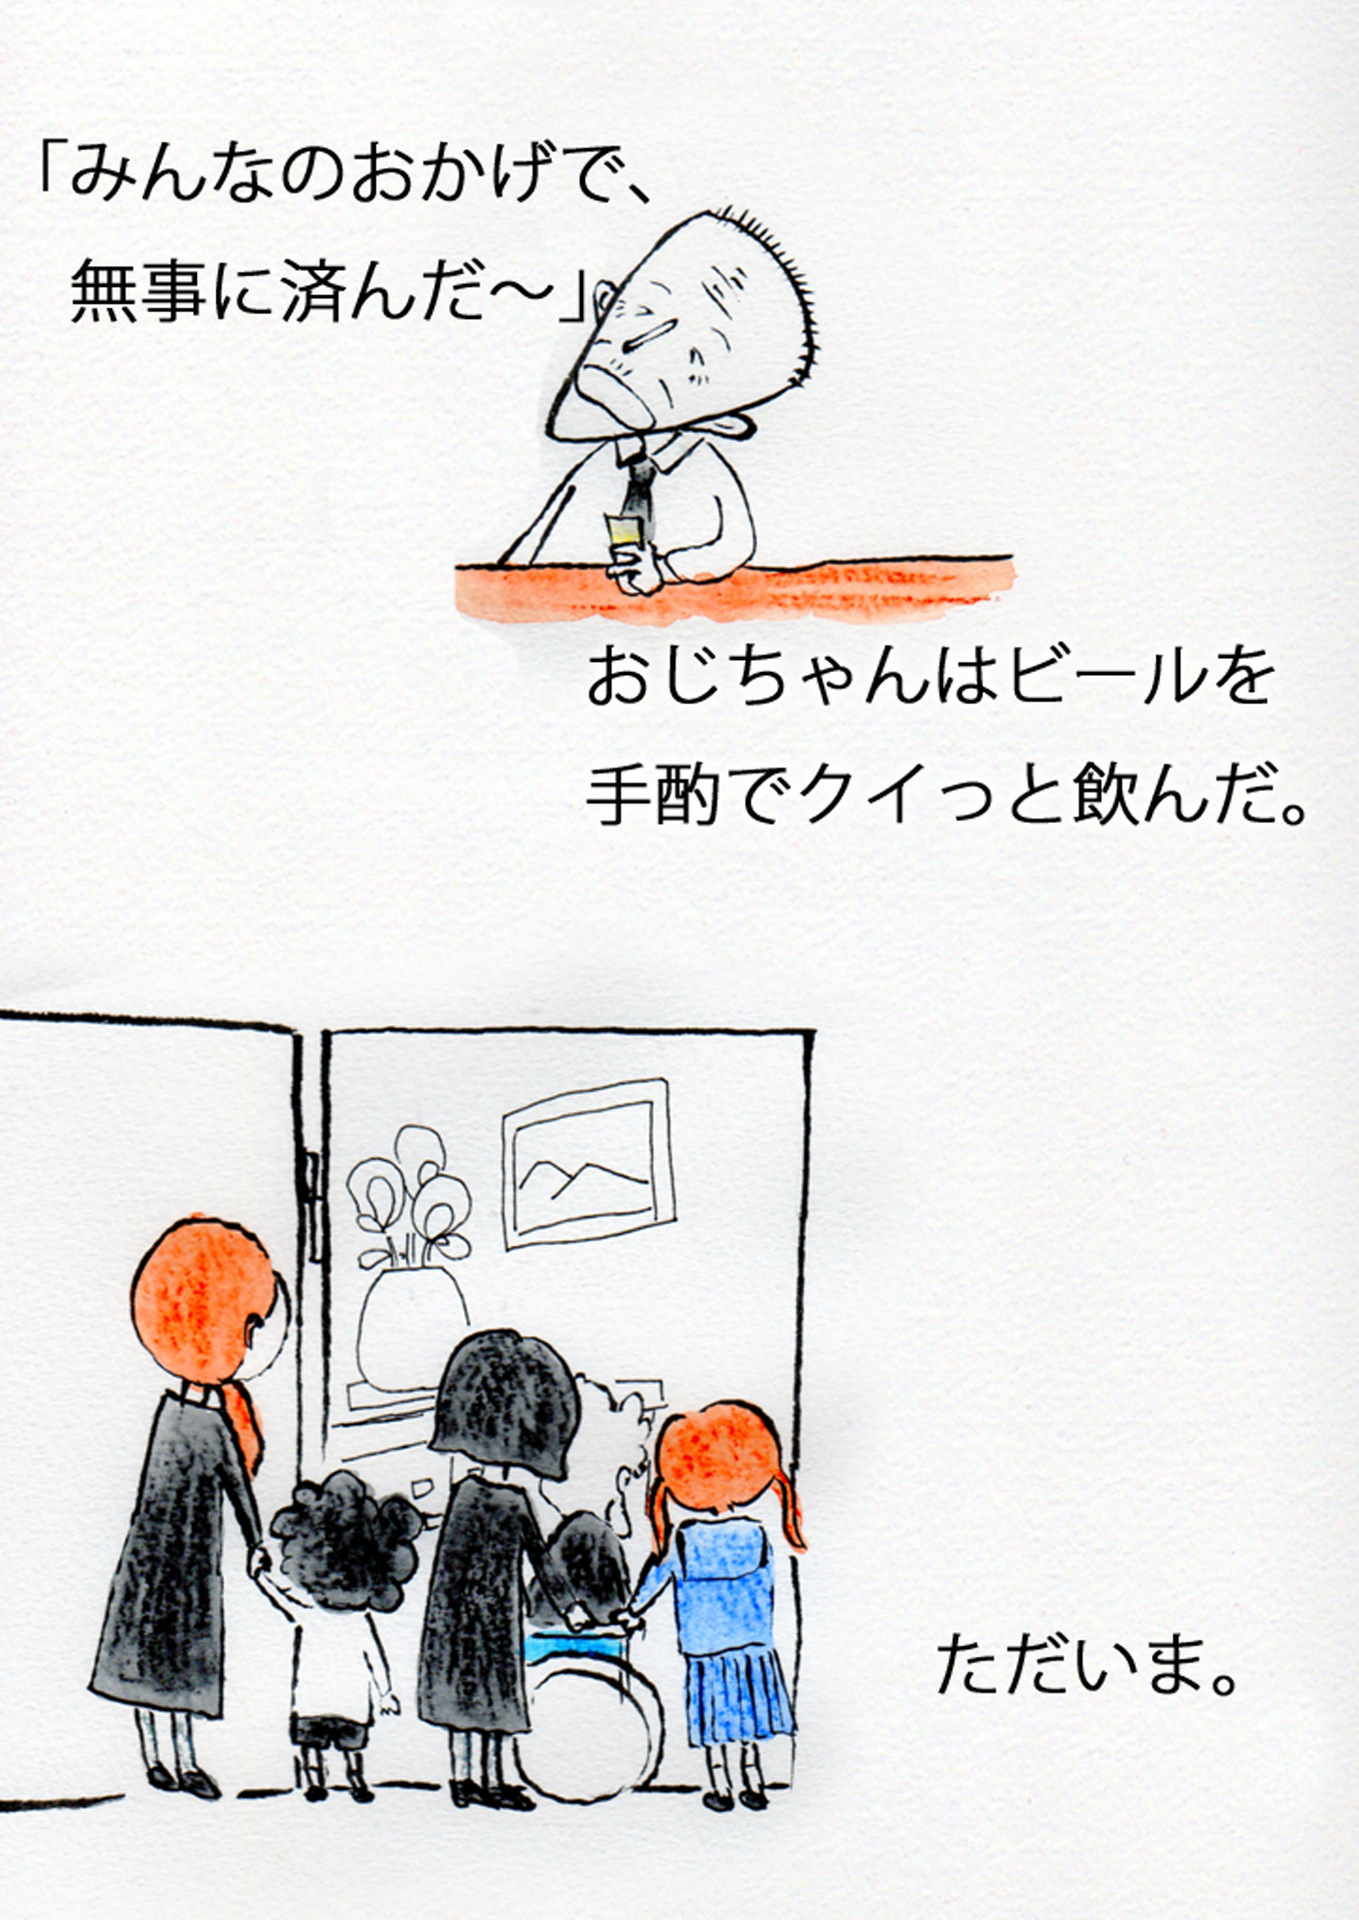 「みんなのおかげで、
無事に済んだ～」
おじちゃんはビールを
手酌でクイっと飲んだ。
ただいま。